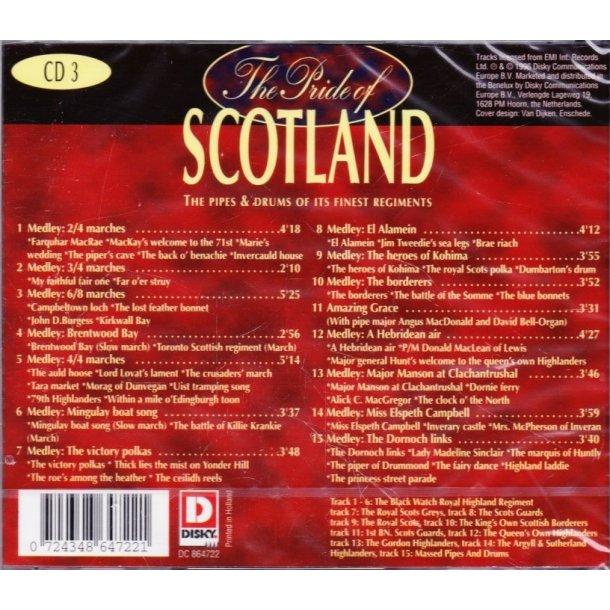 CD 3
The Pride of
SCOTLAND
THE PIPES & DRUMS OF ITS FINEST REGIMENTS
Tracks licensed from EMI Int. Records
Ltd. ℗ & © 1996 Disky Communications
Europe B.V. Marketed and distributed in
the Benelux by Disky Communications
Europe B.V., Verlengde Lageweg 19,
1628 PM Hoorn, the Netherlands.
Cover design: Van Dijken, Enschede.
1 Medley: 2/4 marches 4'18
*Farquhar MacRae *MacKay's welcome to the 71st *Marie's
wedding *The piper's cave *The back o' benachie *Invercauld house
2 Medley: 3/4 marches 2'10
*My faithful fair one *Far o'er struy
3 Medley: 6/8 marches 5'25
*Campbeltown loch *The lost feather bonnet
*John D.Burgess *Kirkwall Bay
4 Medley: Brentwood Bay 2'56
*Brentwood Bay (Slow march) *Toronto Scottish regiment (March)
5 Medley: 4/4 marches 5'14
*The auld hoose *Lord Lovat's lament *The crusaders' march
*Tara market *Morag of Dunvegan *Uist tramping song
*79th Highlanders *Within a mile o'Edingburgh toon
6 Medley: Mingulay boat song 3'37
*Mingulay boat song (Slow march) *The battle of Killie Krankie
(March)
7 Medley: The victory polkas 3'48
*The victory polkas * Thick lies the mist on Yonder Hill
*The roe's among the heather * The ceilidh reels
8 Medley: El Alamein 4'12
*El Alamein *Jim Tweedie's sea legs *Brae riach
9 Medley: The heroes of Kohima 3'55
*The heroes of Kohima *The royal Scots polka *Dumbarton's drum
10 Medley: The borderers 3'52
*The borderers *The battle of the Somme *The blue bonnets
11 Amazing Grace 3'31
(With pipe major Angus MacDonald and David Bell-Organ)
12 Medley: A Hebridean air 4'27
*A Hebridean air *P/M Donald McLean of Lewis
*Major general Hunt's welcome to the queen's own Highlanders
13 Medley: Major Manson at Clachantrushal 3'46
*Major Manson at Clachantrushal *Dornie ferry
*Alick C. MacGregor *The clock o' the North
14 Medley: Miss Elspeth Campbell 3'59
*Miss Elspeth Campbell *Inverary castle *Mrs. McPherson of Inveran
15 Medley: The Dornoch links 3'40
*The Dornoch links *Lady Madeline Sinclair *The marquis of Huntly
*The piper of Drummond *The fairy dance *Highland laddie
*The princess street parade
Track 1 - 6: The Black Watch Royal Highland Regiment
track 7: The Royal Scots Greys, track 8: The Scots Guards
track 9: The Royal Scots, track 10: The King's Own Scottish Borderers
track 11: 1st BN. Scots Guards, track 12: The Queen's Own Highlanders
track 13: The Gordon Highlanders, track 14: The Argyll & Sutherland
Highlanders, track 15: Massed Pipes And Drums
0 724348 647221
D
DISKY
DC 864722
Printed in Holland